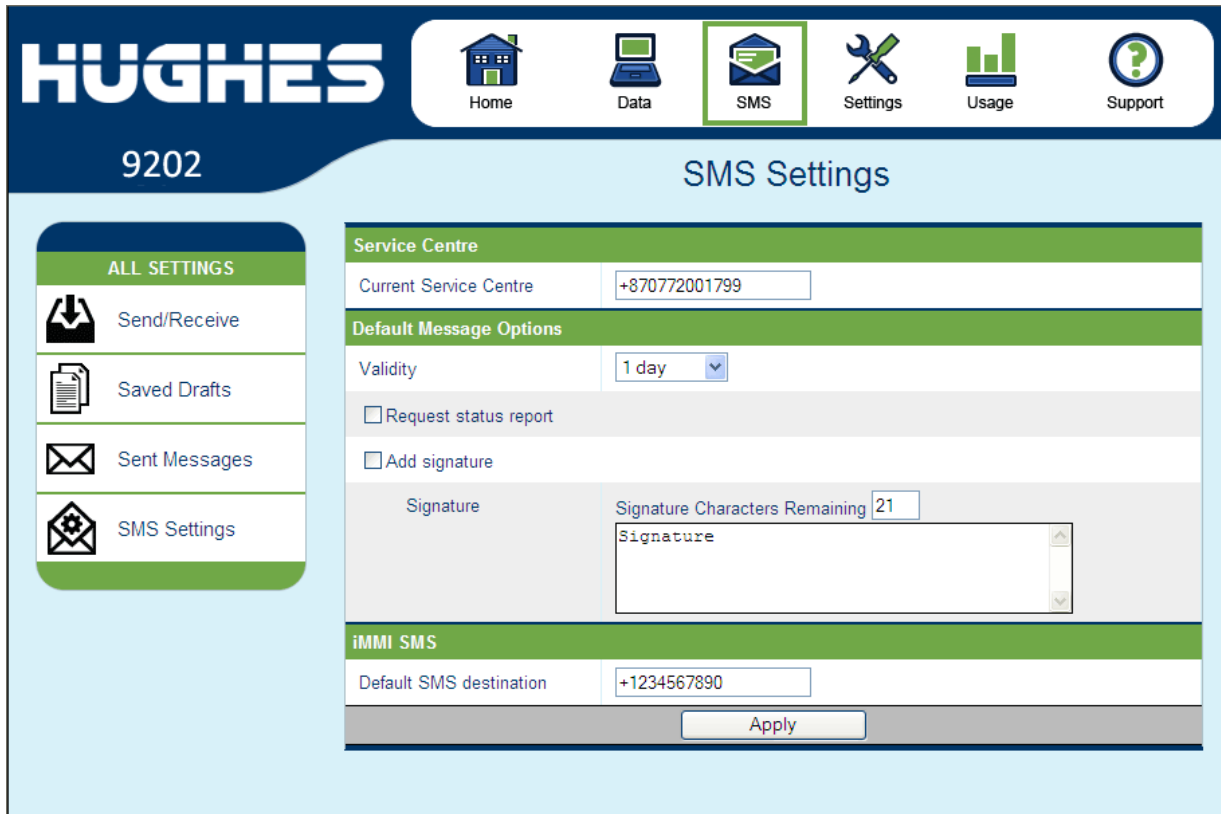 HUGHES
Home
Data
SMS
Settings
Usage
Support
9202
SMS Settings
ALL SETTINGS
Send/Receive
Saved Drafts
Sent Messages
SMS Settings
Service Centre
Current Service Centre +870772001799
Default Message Options
Validity 1 day
Request status report
Add signature
Signature Signature Characters Remaining 21
Signature
iMMI SMS
Default SMS destination +1234567890
Apply